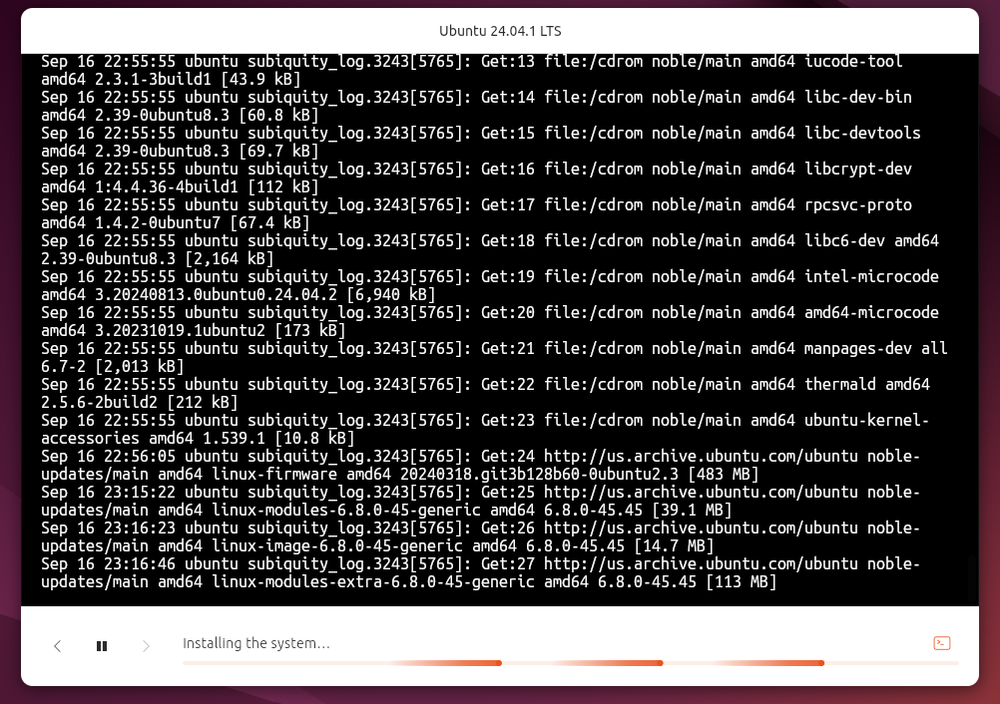 Ubuntu 24.04.1 LTS
Sep 16 22:55:55 ubuntu subiquity_log.3243[5765]: Get:13 file:/cdrom noble/main amd64 iucode-tool
amd64 2.3.1-3build1 [43.9 kB]
Sep 16 22:55:55 ubuntu subiquity_log.3243[5765]: Get:14 file:/cdrom noble/main amd64 libc-dev-bin
amd64 2.39-0ubuntu8.3 [60.8 kB]
Sep 16 22:55:55 ubuntu subiquity_log.3243[5765]: Get:15 file:/cdrom noble/main amd64 libc-devtools
amd64 2.39-0ubuntu8.3 [69.7 kB]
Sep 16 22:55:55 ubuntu subiquity_log.3243[5765]: Get:16 file:/cdrom noble/main amd64 libcrypt-dev
amd64 1:4.4.36-4build1 [112 kB]
Sep 16 22:55:55 ubuntu subiquity_log.3243[5765]: Get:17 file:/cdrom noble/main amd64 rpcsvc-proto
amd64 1.4.2-0ubuntu7 [67.4 kB]
Sep 16 22:55:55 ubuntu subiquity_log.3243[5765]: Get:18 file:/cdrom noble/main amd64 libc6-dev amd64
2.39-0ubuntu8.3 [2,164 kB]
Sep 16 22:55:55 ubuntu subiquity_log.3243[5765]: Get:19 file:/cdrom noble/main amd64 intel-microcode
amd64 3.20240813.0ubuntu0.24.04.2 [6,940 kB]
Sep 16 22:55:55 ubuntu subiquity_log.3243[5765]: Get:20 file:/cdrom noble/main amd64 amd64-microcode
amd64 3.20231019.1ubuntu2 [173 kB]
Sep 16 22:55:55 ubuntu subiquity_log.3243[5765]: Get:21 file:/cdrom noble/main amd64 manpages-dev all
6.7-2 [2,013 kB]
Sep 16 22:55:55 ubuntu subiquity_log.3243[5765]: Get:22 file:/cdrom noble/main amd64 thermald amd64
2.5.6-2build2 [212 kB]
Sep 16 22:55:55 ubuntu subiquity_log.3243[5765]: Get:23 file:/cdrom noble/main amd64 ubuntu-kernel-
accessories amd64 1.539.1 [10.8 kB]
Sep 16 22:56:05 ubuntu subiquity_log.3243[5765]: Get:24 http://us.archive.ubuntu.com/ubuntu noble-
updates/main amd64 linux-firmware amd64 20240318.git3b128b60-0ubuntu2.3 [483 MB]
Sep 16 23:15:22 ubuntu subiquity_log.3243[5765]: Get:25 http://us.archive.ubuntu.com/ubuntu noble-
updates/main amd64 linux-modules-6.8.0-45-generic amd64 6.8.0-45.45 [39.1 MB]
Sep 16 23:16:23 ubuntu subiquity_log.3243[5765]: Get:26 http://us.archive.ubuntu.com/ubuntu noble-
updates/main amd64 linux-image-6.8.0-45-generic amd64 6.8.0-45.45 [14.7 MB]
Sep 16 23:16:46 ubuntu subiquity_log.3243[5765]: Get:27 http://us.archive.ubuntu.com/ubuntu noble-
updates/main amd64 linux-modules-extra-6.8.0-45-generic amd64 6.8.0-45.45 [113 MB]
Installing the system…